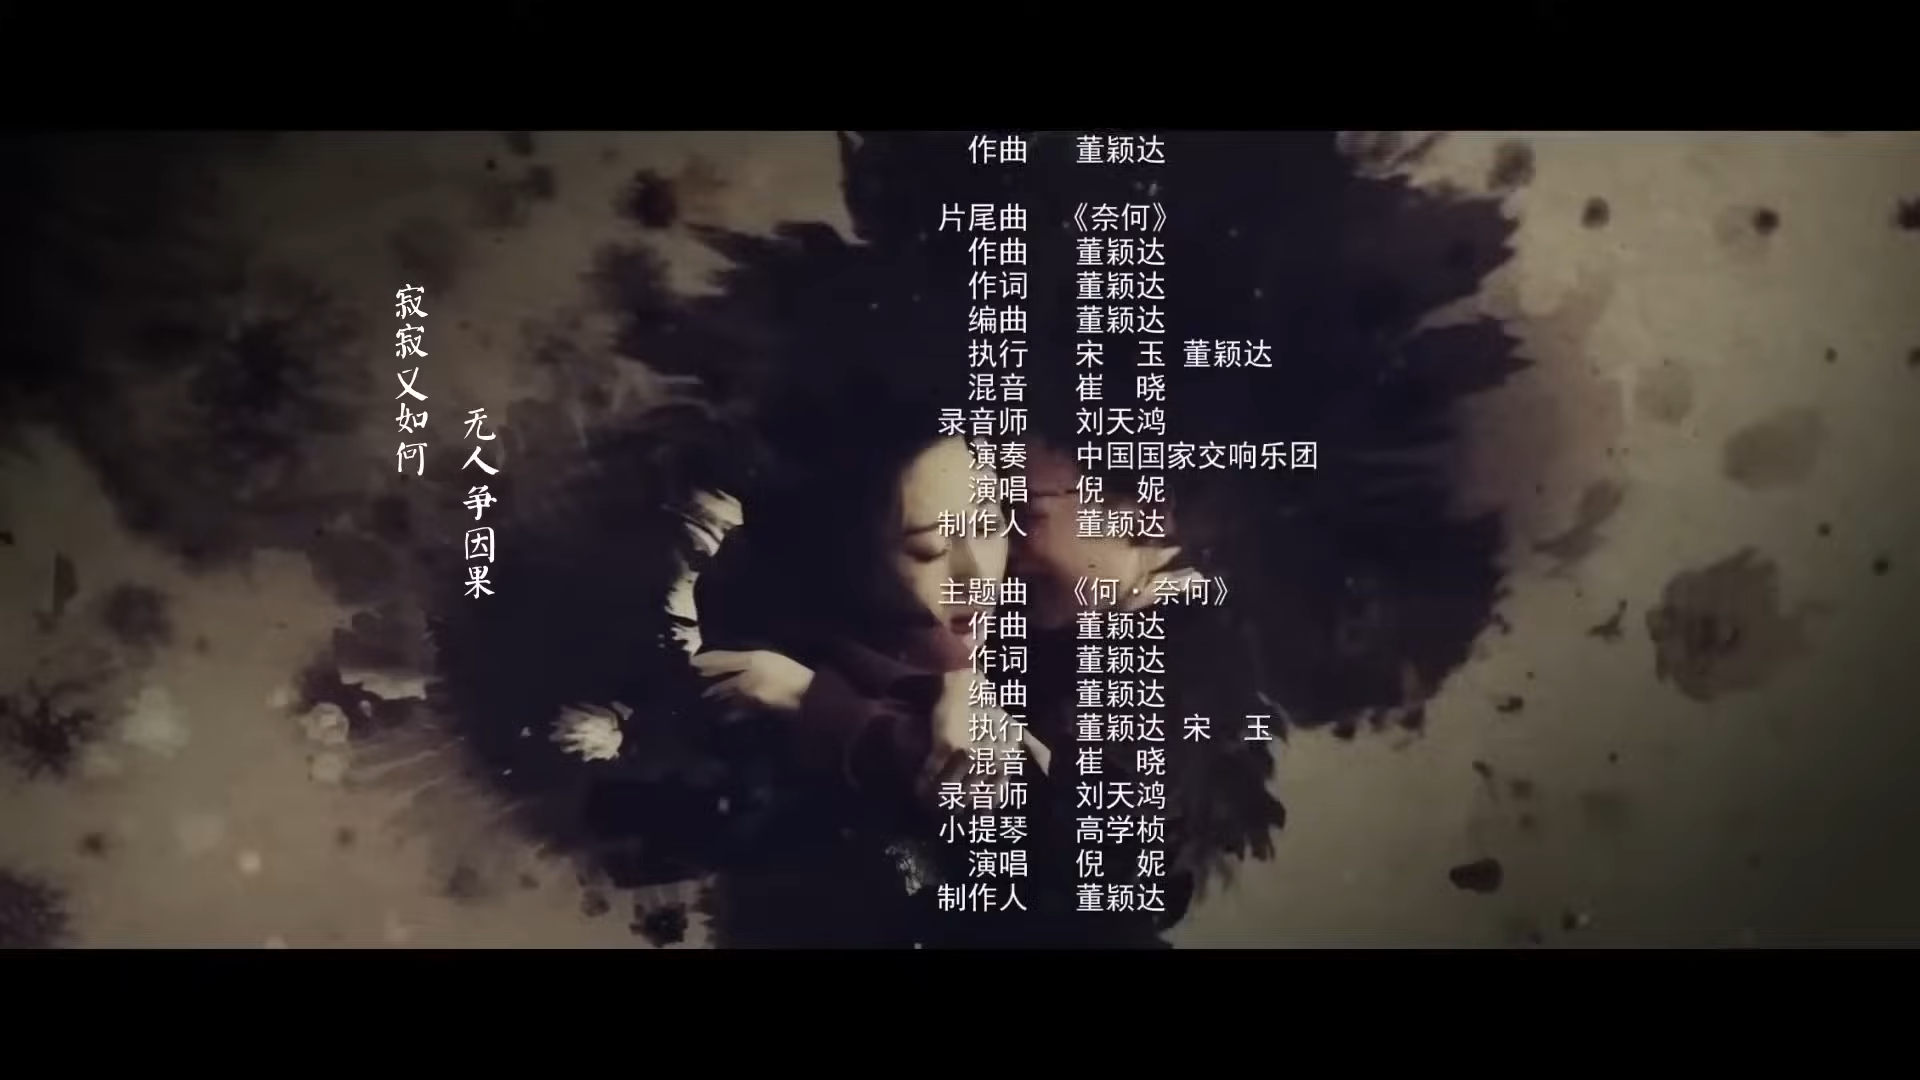 寂寂又如何
无人争因果
作曲 董颖达
片尾曲 《奈何》
作曲 董颖达
作词 董颖达
编曲 董颖达
执行 宋 玉 董颖达
混音 崔 晓
录音师 刘天鸿
演奏 中国国家交响乐团
演唱 倪 妮
制作人 董颖达
主题曲 《何·奈何》
作曲 董颖达
作词 董颖达
编曲 董颖达
执行 董颖达 宋 玉
混音 崔 晓
录音师 刘天鸿
小提琴 高学桢
演唱 倪 妮
制作人 董颖达